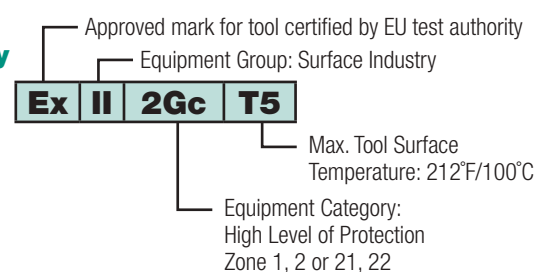 Approved mark for tool certified by EU test authority
y
Equipment Group: Surface Industry
Ex II 2Gc T5
Max. Tool Surface
Temperature: 212˚F/100˚C
Equipment Category:
High Level of Protection
Zone 1, 2 or 21, 22